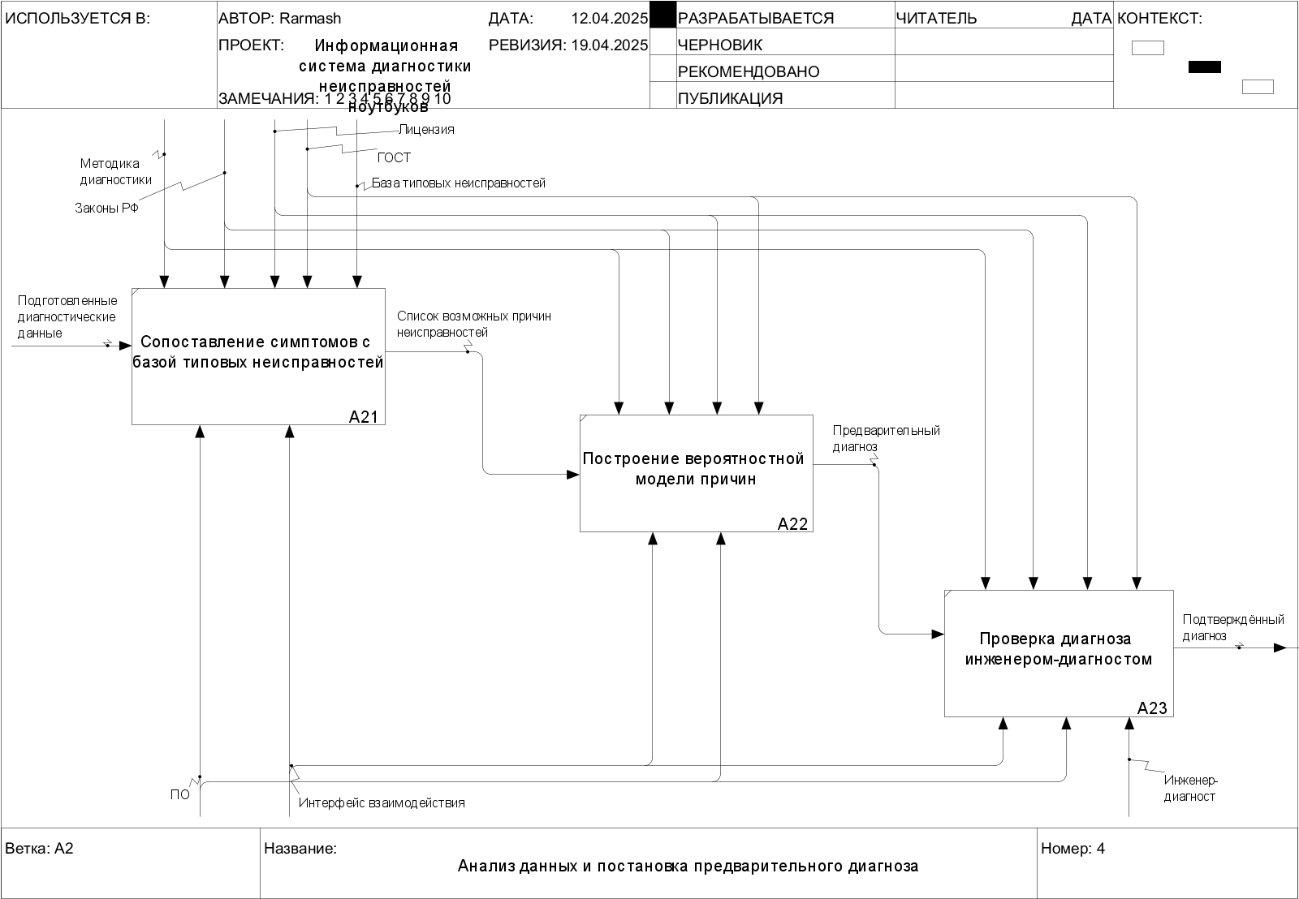 ИСПОЛЬЗУЕТСЯ В:
АВТОР: Rarmash
ДАТА: 12.04.2025
РАЗРАБАТЫВАЕТСЯ
ЧИТАТЕЛЬ
ДАТА
КОНТЕКСТ:
ПРОЕКТ:
Информационная
система диагностики
неисправностей
ноутбуков
РЕВИЗИЯ: 19.04.2025
ЧЕРНОВИК
РЕКОМЕНДОВАНО
ЗАМЕЧАНИЯ: 1 2 3 4 5 6 7 8 9 10
ПУБЛИКАЦИЯ
Лицензия
ГОСТ
Методика
диагностики
База типовых неисправностей
Законы РФ
Подготовленные
диагностические
данные
Сопоставление симптомов с
базой типовых неисправностей
A21
Список возможных причин
неисправностей
Построение вероятностной
модели причин
A22
Предварительный
диагноз
Проверка диагноза
инженером-диагностом
A23
Подтверждённый
диагноз
ПО
Интерфейс взаимодействия
Инженер-
диагност
Ветка: A2
Название:
Анализ данных и постановка предварительного диагноза
Номер: 4